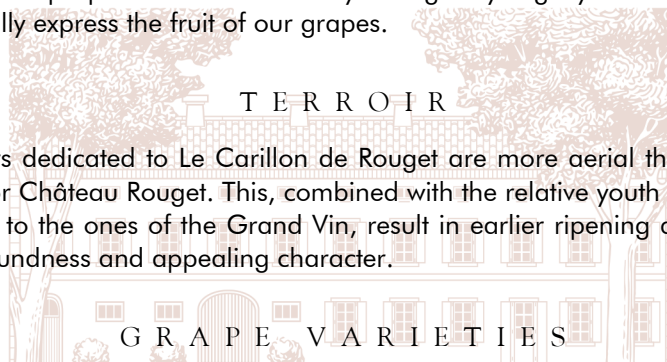 lly express the fruit of our grapes.
TERROIR
s dedicated to Le Carillon de Rouget are more aerial th
r Château Rouget. This, combined with the relative youth
to the ones of the Grand Vin, result in earlier ripening
undness and appealing character.
GRAPE VARIETIES